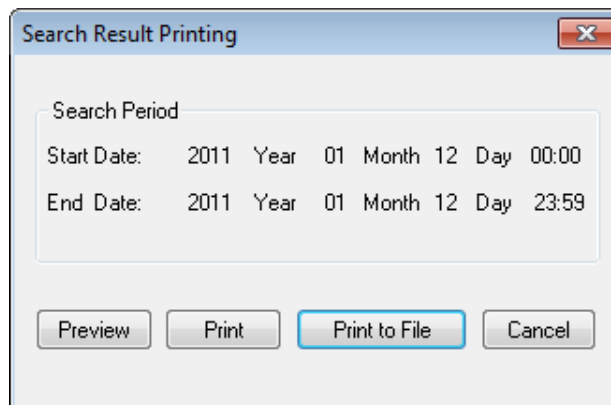 Search Result Printing
Search Period
Start Date: 2011 Year 01 Month 12 Day 00:00
End Date: 2011 Year 01 Month 12 Day 23:59
Preview Print Print to File Cancel